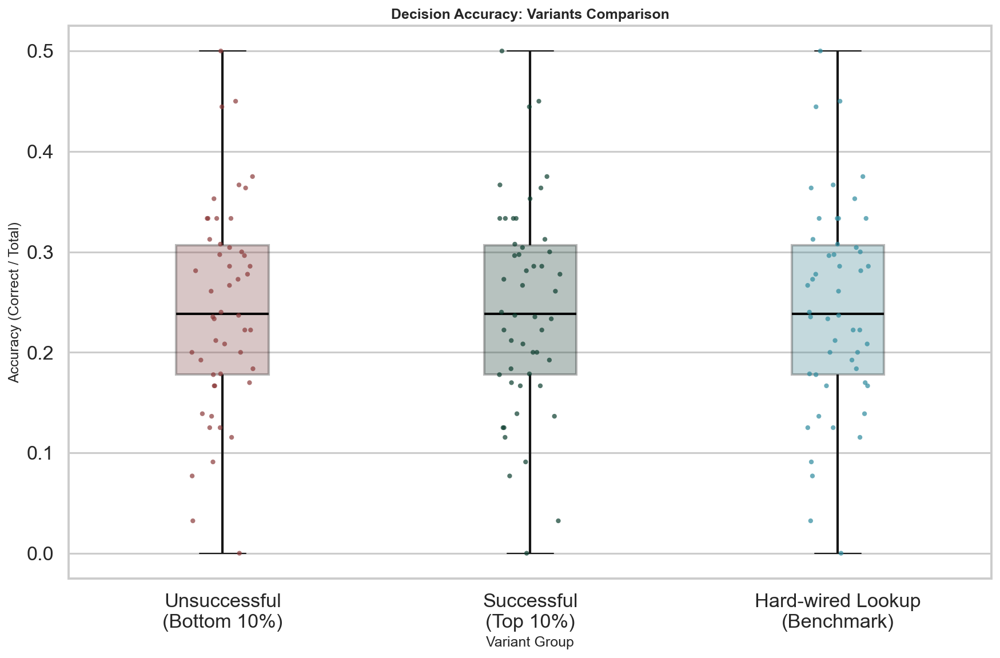 Decision Accuracy: Variants Comparison
Accuracy (Correct / Total)
0.5
0.4
0.3
0.2
0.1
0.0
Unsuccessful
(Bottom 10%)
Successful
(Top 10%)
Hard-wired Lookup
(Benchmark)
Variant Group